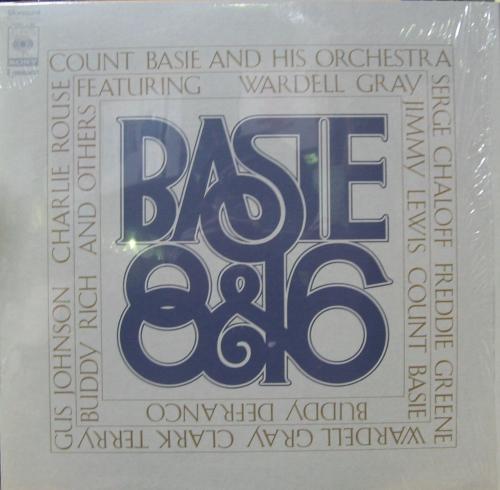 SONY
COUNT BASIE AND HIS ORCHESTRA
SERGE CHALOFF FREDDIE GREENE
WARDELL GRAY CLARK TERRY
GUS JOHNSON CHARLIE ROUSE
FEATURING WARDELL GRAY
JIMMY LEWIS COUNT BASIE
BUDDY DEFRANCO
BUDDY RICH AND OTHERS
BASIE
8&16